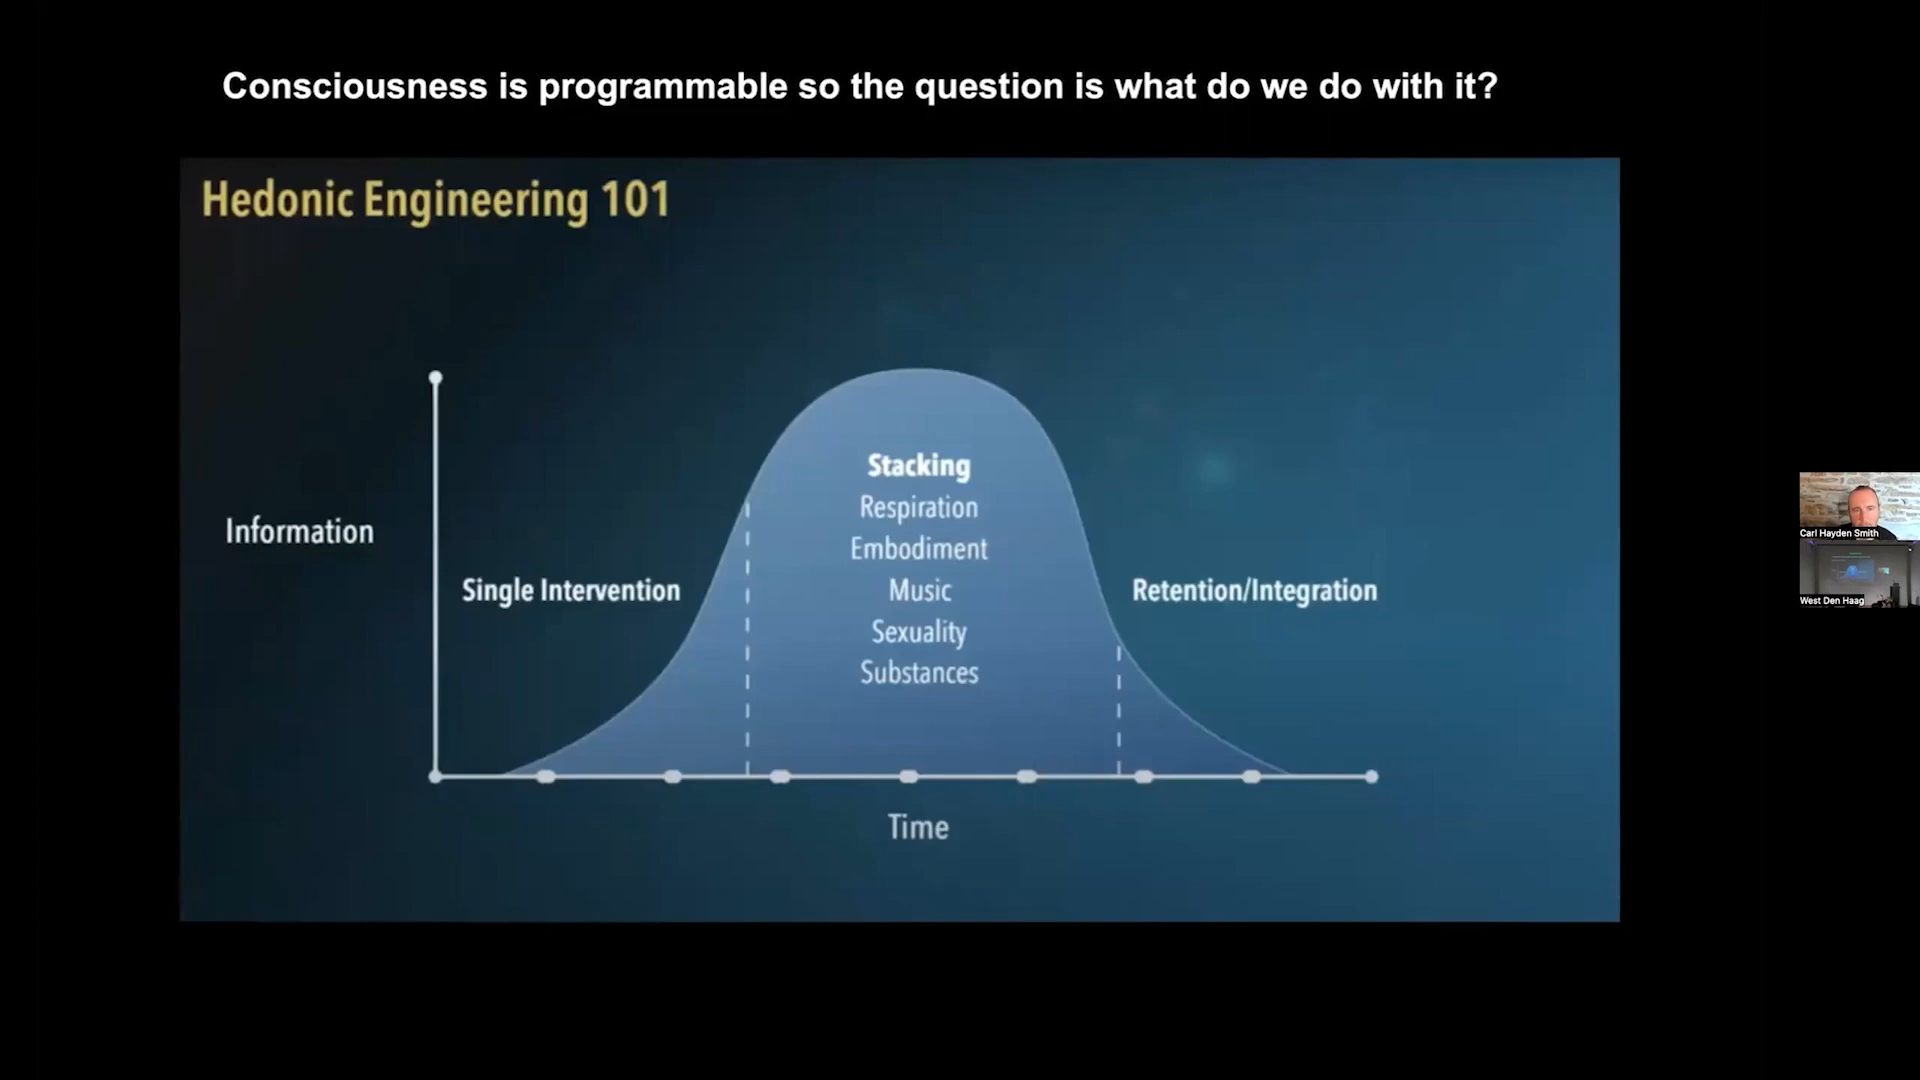 Consciousness is programmable so the question is what do we do with it?
Hedonic Engineering 101
Information
Single Intervention
Stacking
Respiration
Embodiment
Music
Sexuality
Substances
Retention/Integration
Time
Carl Hayden Smith
West Den Haag